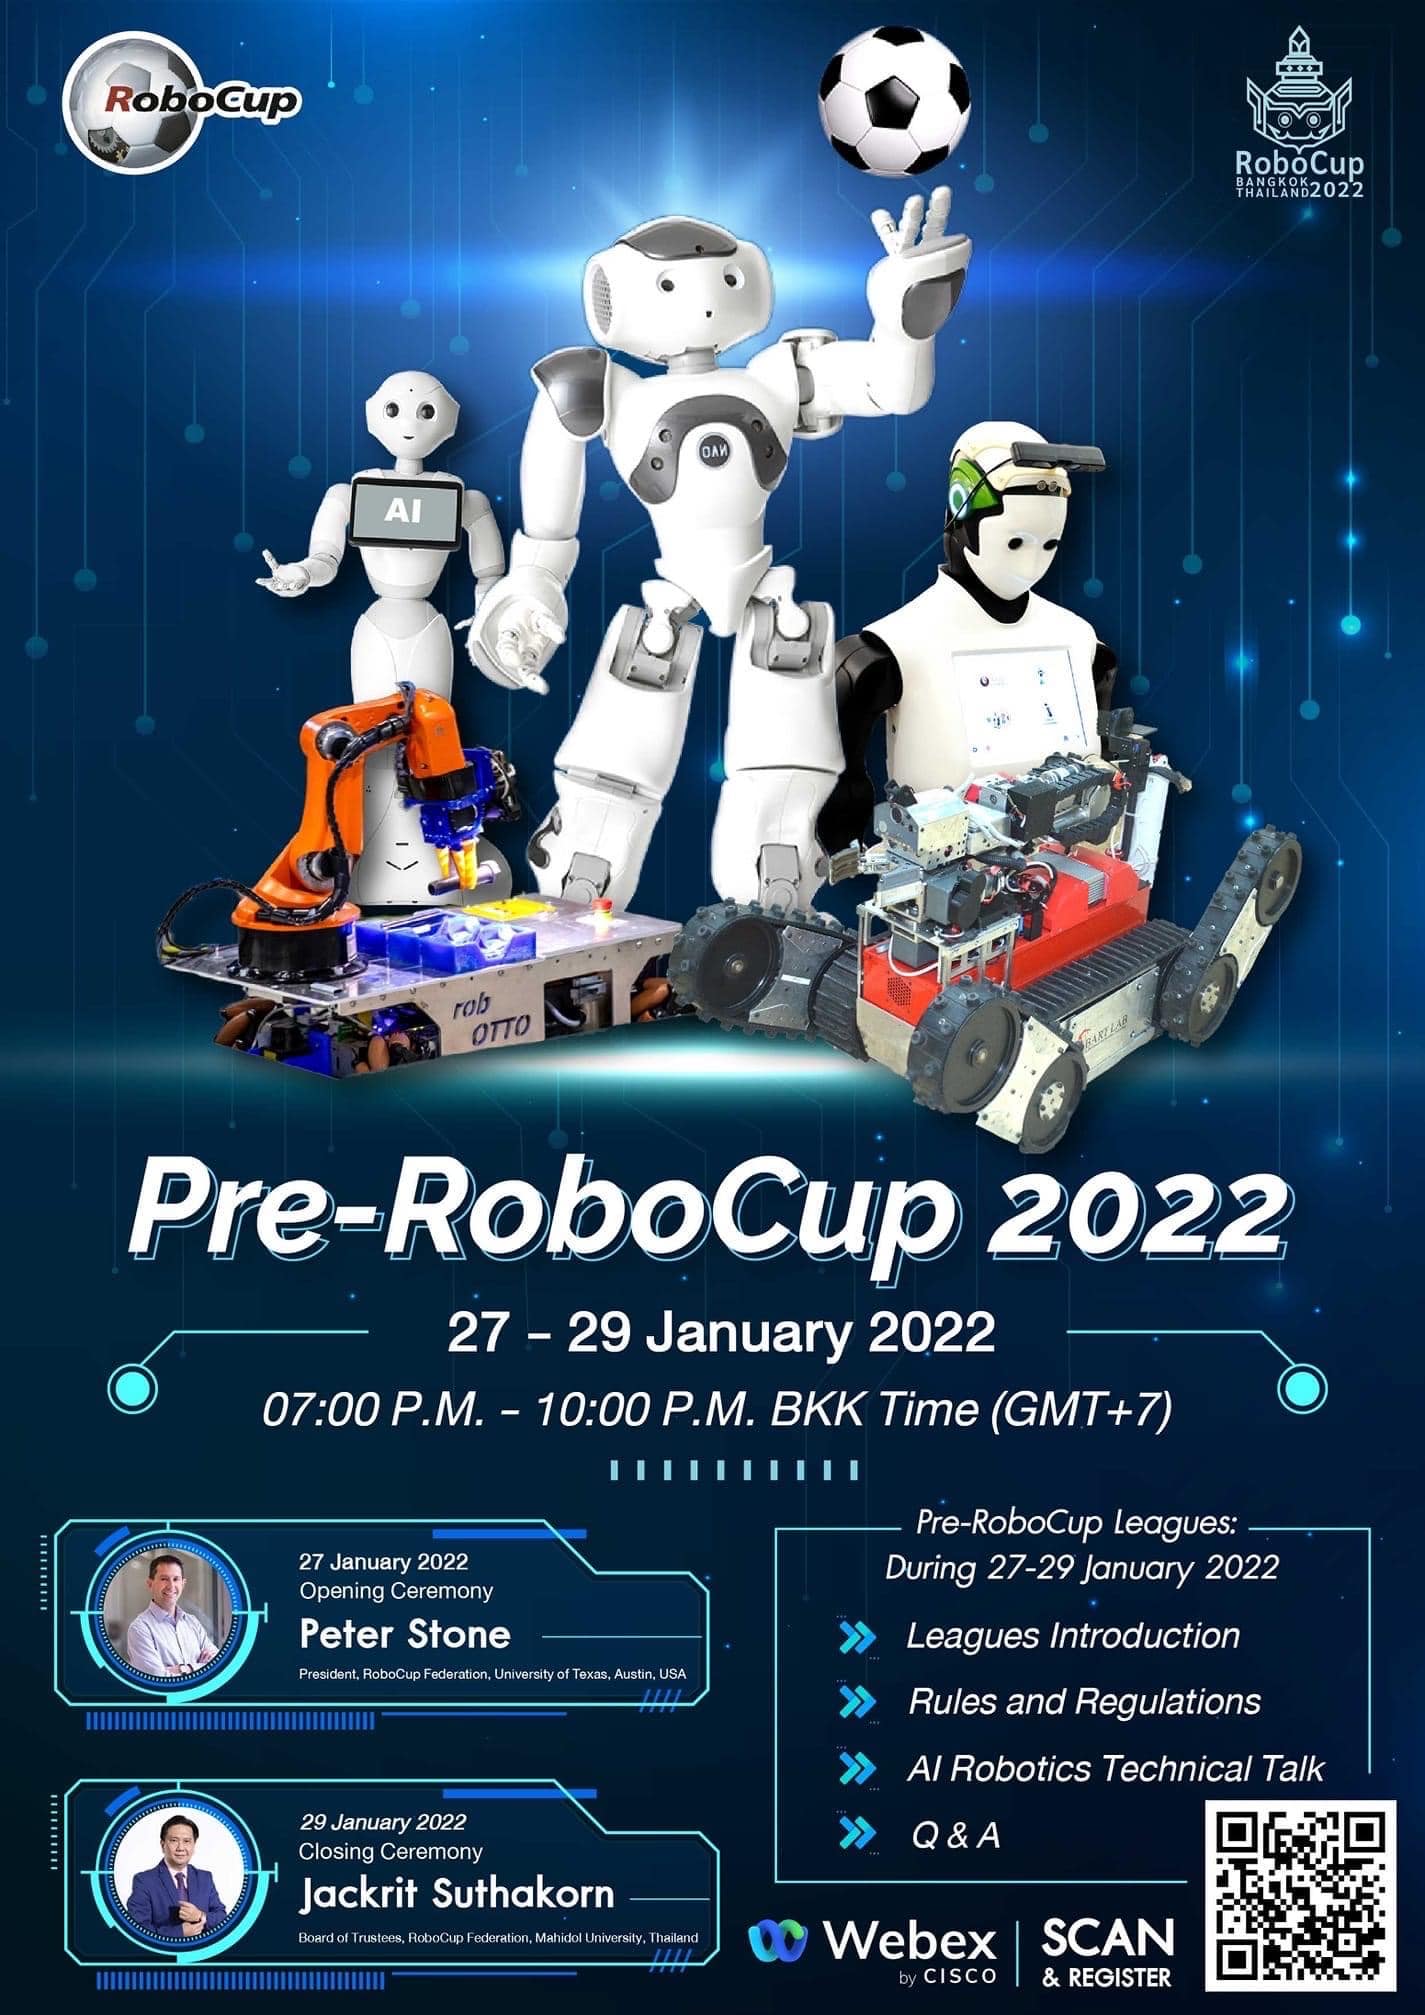 RoboCup
RoboCup
BANGKOK
THAILAND 2022
NAO
AI
rob
OTTO
BART LAB
Pre-RoboCup 2022
27 – 29 January 2022
07:00 P.M. – 10:00 P.M. BKK Time (GMT+7)
27 January 2022
Opening Ceremony
Peter Stone
President, RoboCup Federation, University of Texas, Austin, USA
29 January 2022
Closing Ceremony
Jackrit Suthakorn
Board of Trustees, RoboCup Federation, Mahidol University, Thailand
Pre-RoboCup Leagues:
During 27-29 January 2022
Leagues Introduction
Rules and Regulations
AI Robotics Technical Talk
Q & A
Webex
by CISCO
SCAN
& REGISTER